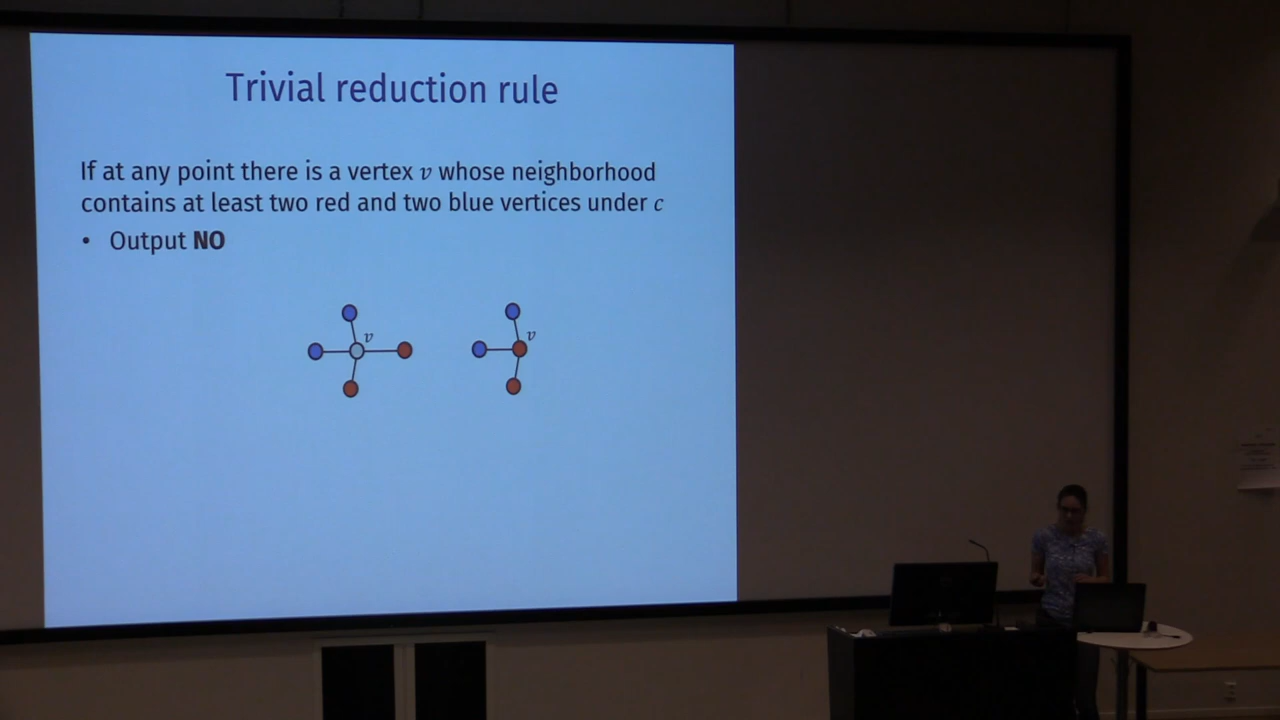 Trivial reduction rule
If at any point there is a vertex v whose neighborhood
contains at least two red and two blue vertices under c
• Output NO
v
v